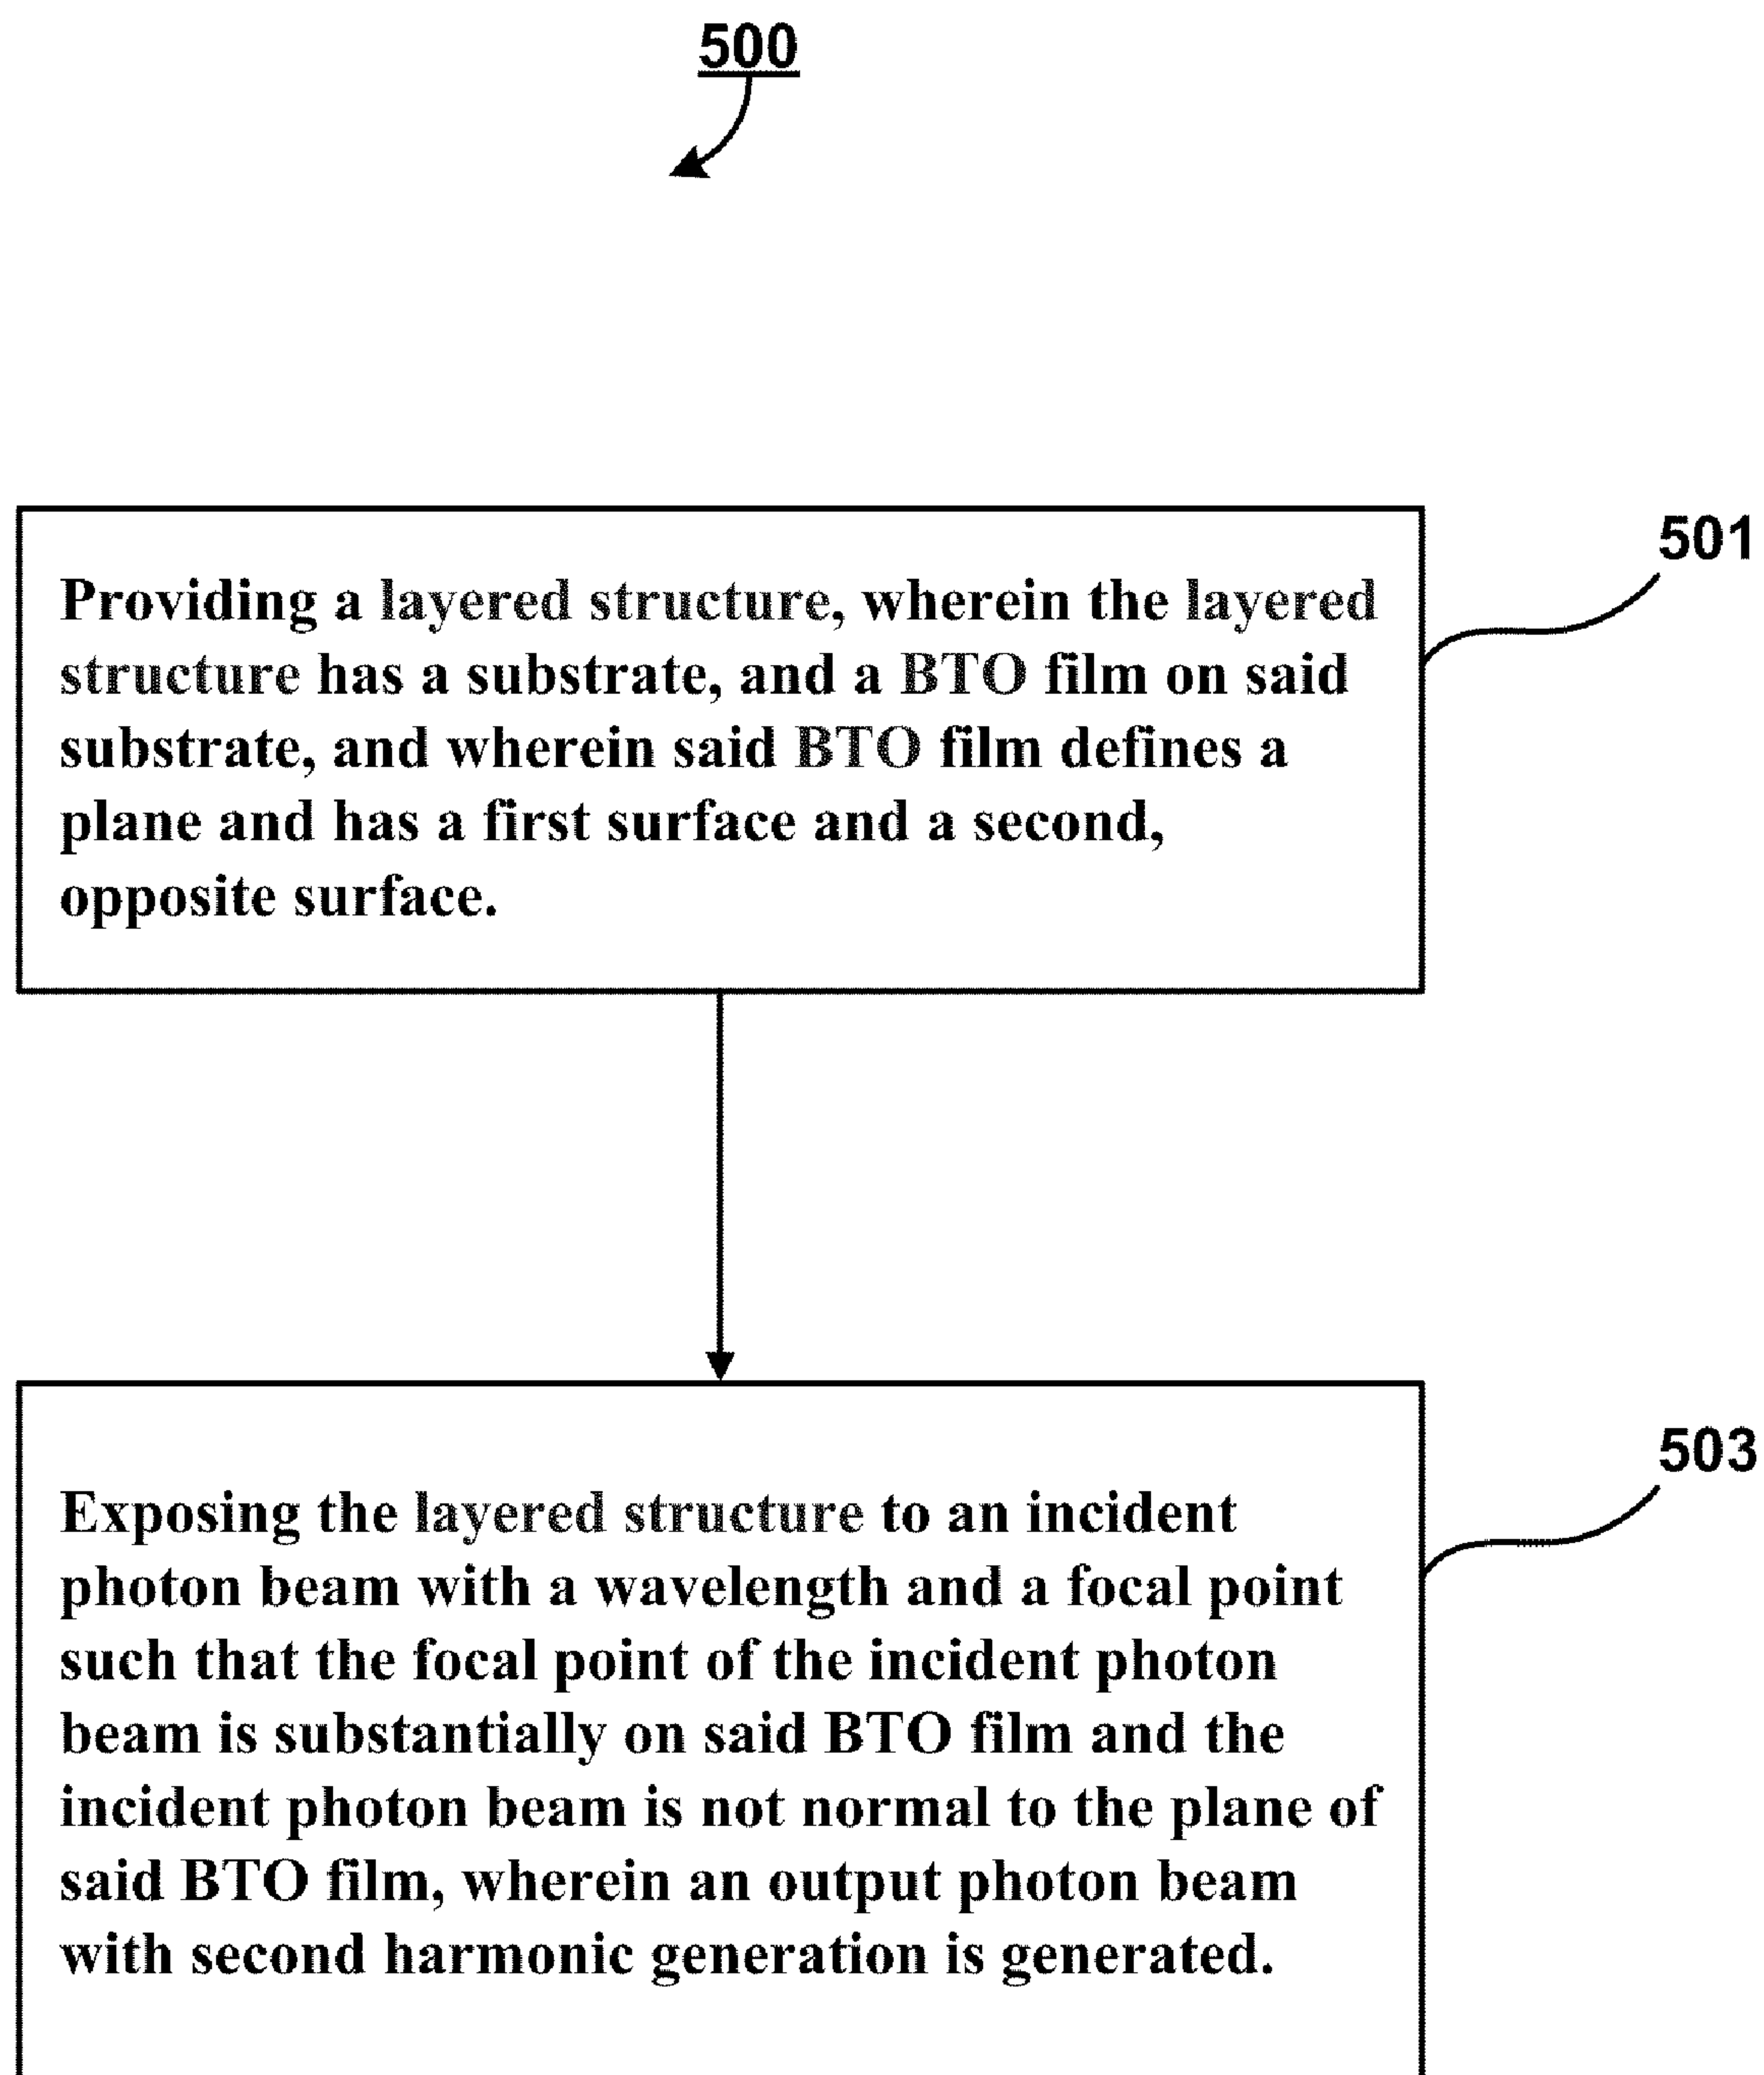 500
501
Providing a layered structure, wherein the layered
structure has a substrate, and a BTO film on said
substrate, and wherein said BTO film defines a
plane and has a first surface and a second,
opposite surface.
503
Exposing the layered structure to an incident
photon beam with a wavelength and a focal point
such that the focal point of the incident photon
beam is substantially on said BTO film and the
incident photon beam is not normal to the plane of
said BTO film, wherein an output photon beam
with second harmonic generation is generated.